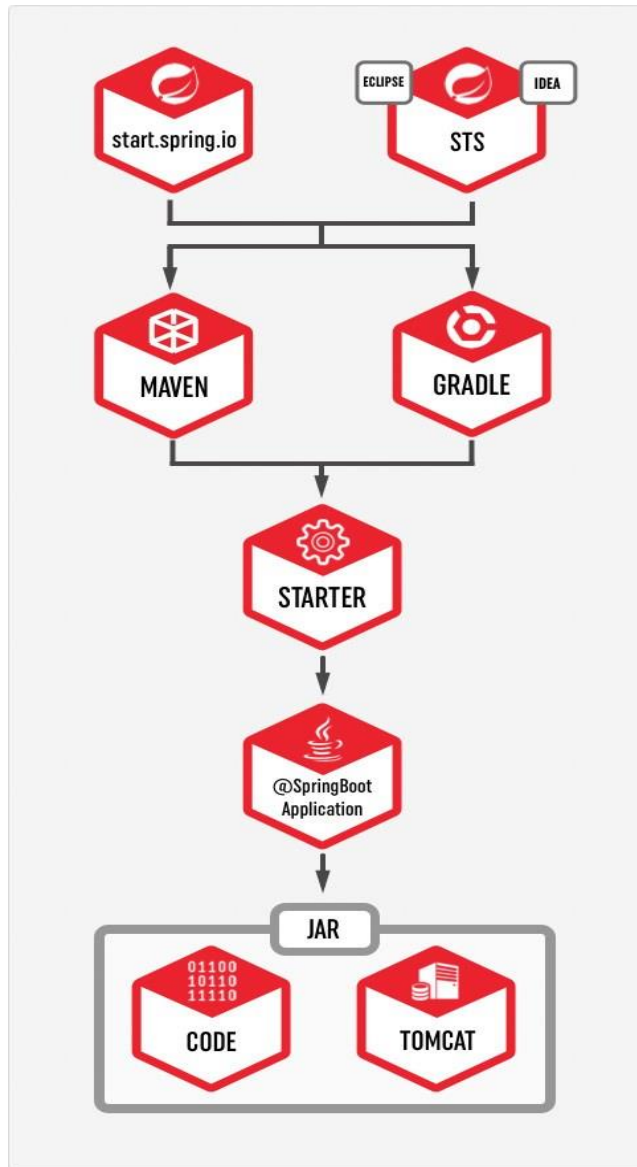 start.spring.io
ECLIPSE
IDEA
STS
MAVEN
GRADLE
STARTER
@SpringBoot
Application
JAR
01100
10110
11110
CODE
TOMCAT